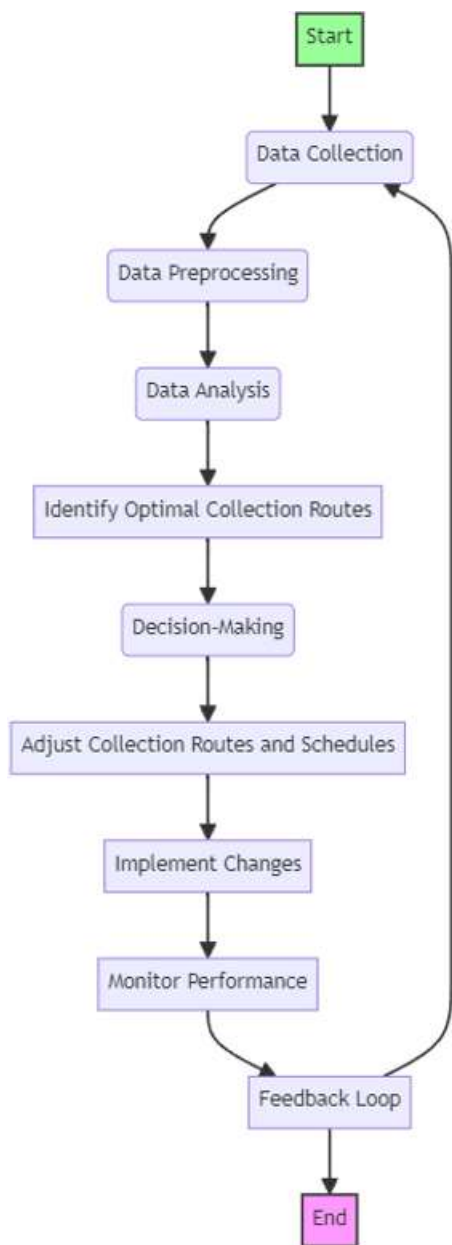 Start
Data Collection
Data Preprocessing
Data Analysis
Identify Optimal Collection Routes
Decision-Making
Adjust Collection Routes and Schedules
Implement Changes
Monitor Performance
Feedback Loop
End